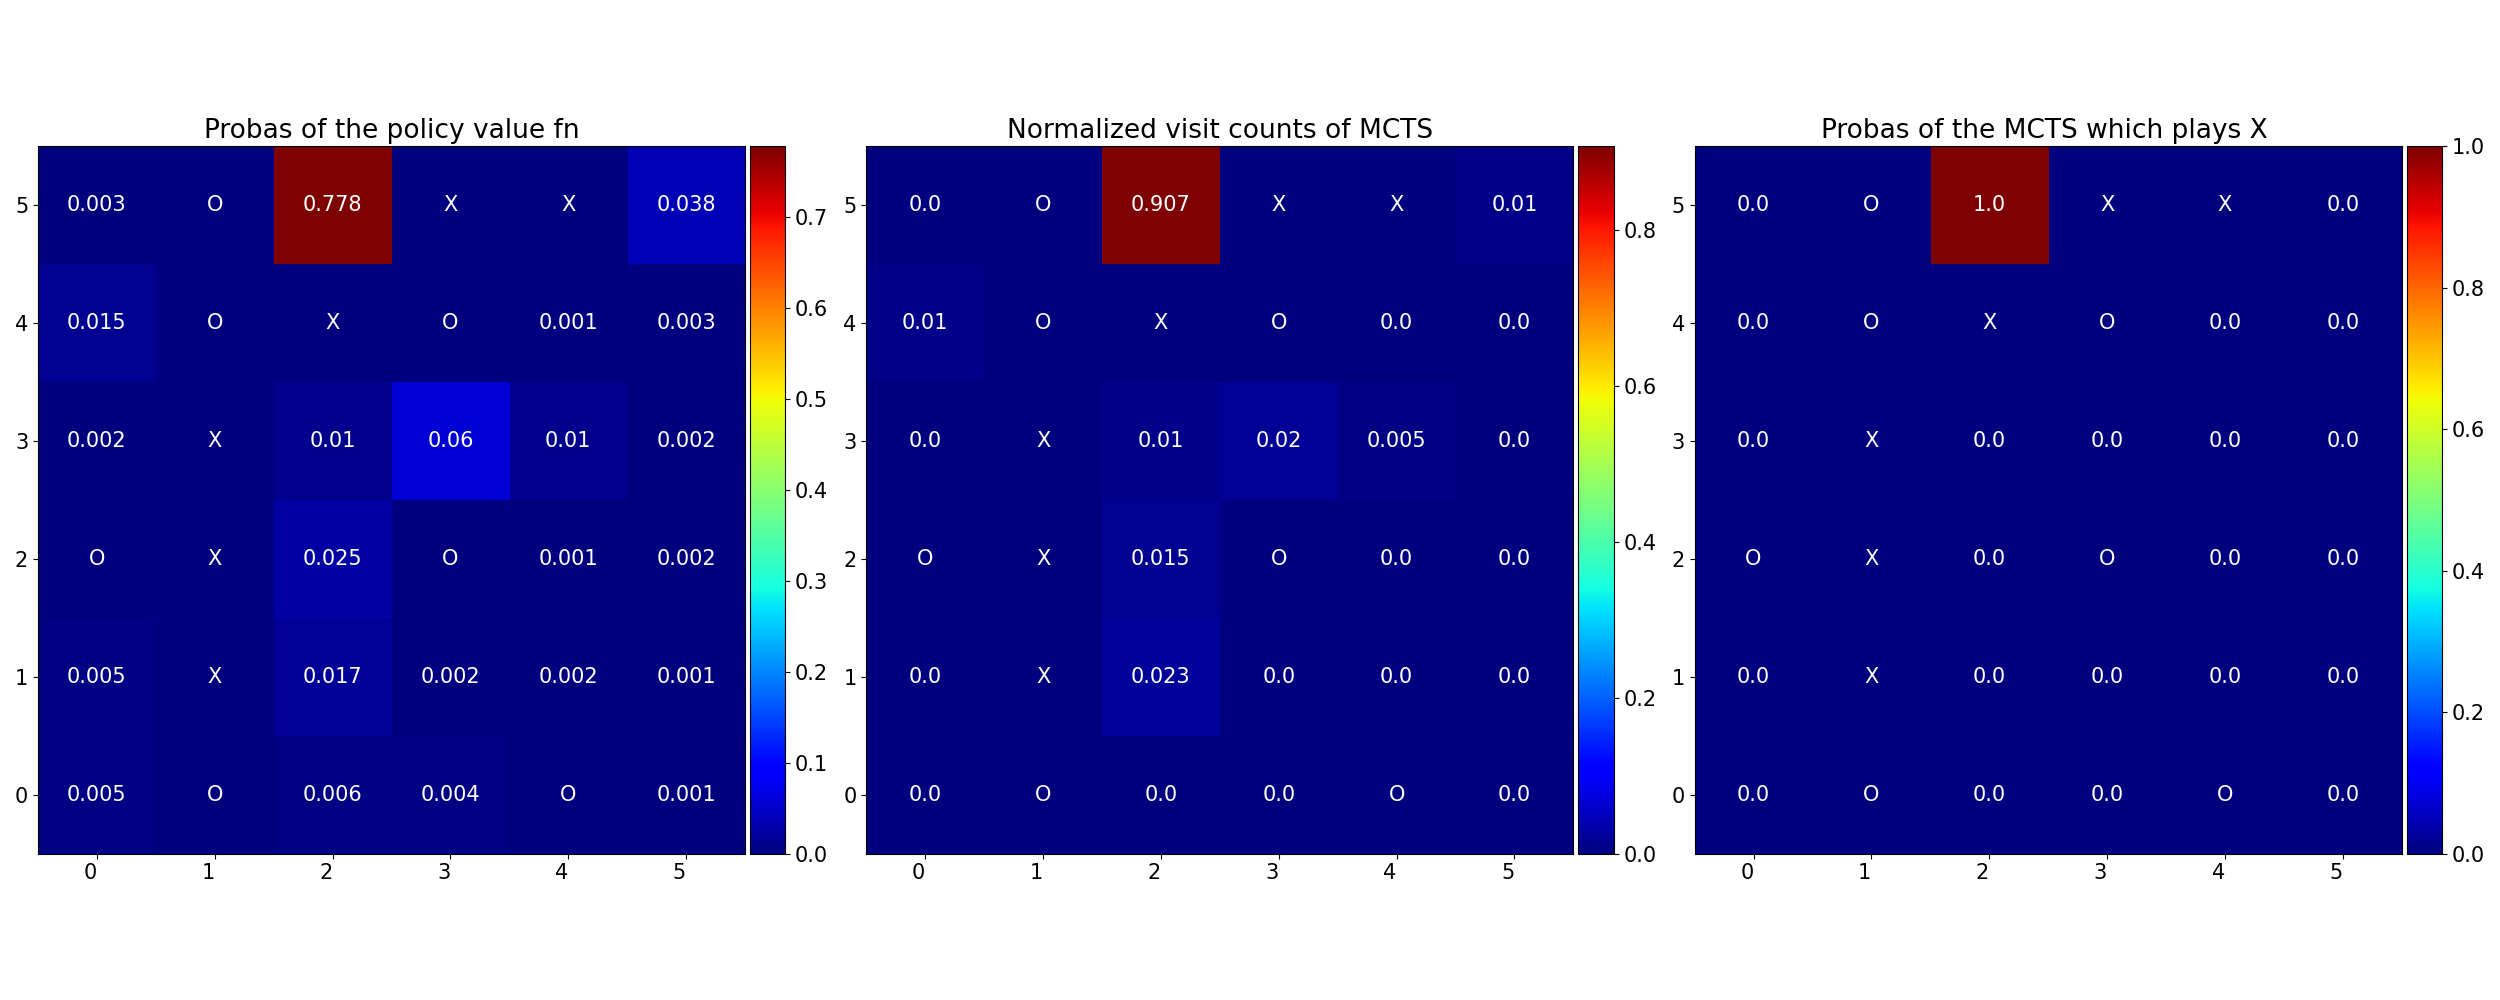 Probas of the policy value fn
5 0.003 O 0.778 X X 0.038
4 0.015 O X O 0.001 0.003
3 0.002 X 0.01 0.06 0.01 0.002
2 O X 0.025 O 0.001 0.002
1 0.005 X 0.017 0.002 0.002 0.001
0 0.005 O 0.006 0.004 O 0.001
0 1 2 3 4 5
0.7
0.6
0.5
0.4
0.3
0.2
0.1
0.0
Normalized visit counts of MCTS
5 0.0 O 0.907 X X 0.01
4 0.01 O X O 0.0 0.0
3 0.0 X 0.01 0.02 0.005 0.0
2 O X 0.015 O 0.0 0.0
1 0.0 X 0.023 0.0 0.0 0.0
0 0.0 O 0.0 0.0 O 0.0
0 1 2 3 4 5
0.8
0.6
0.4
0.2
0.0
Probas of the MCTS which plays X
5 0.0 O 1.0 X X 0.0
4 0.0 O X O 0.0 0.0
3 0.0 X 0.0 0.0 0.0 0.0
2 O X 0.0 O 0.0 0.0
1 0.0 X 0.0 0.0 0.0 0.0
0 0.0 O 0.0 0.0 O 0.0
0 1 2 3 4 5
1.0
0.8
0.6
0.4
0.2
0.0